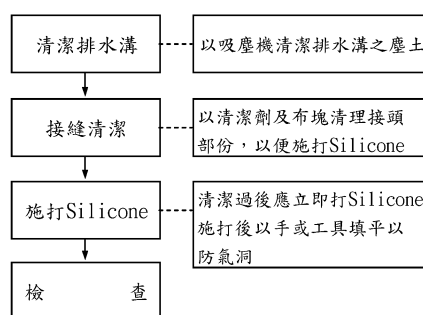 清潔排水溝
以吸塵機清潔排水溝之塵土
接縫清潔
以清潔劑及布塊清理接頭
部份，以便施打Silicone
施打Silicone
清潔過後應立即打Silicone
施打後以手或工具填平以
防氣洞
檢 查